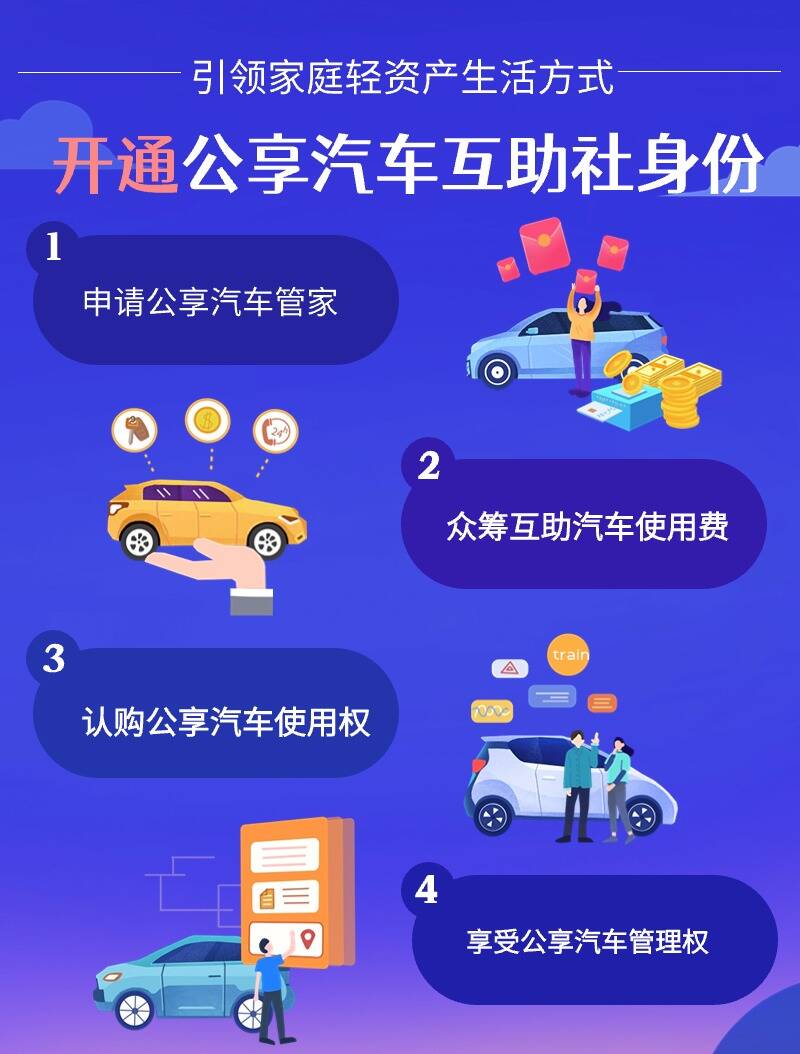 引领家庭轻资产生活方式
开通公享汽车互助社身份
1
申请公享汽车管家
24h
2
众筹互助汽车使用费
3
认购公享汽车使用权
train
4
享受公享汽车管理权